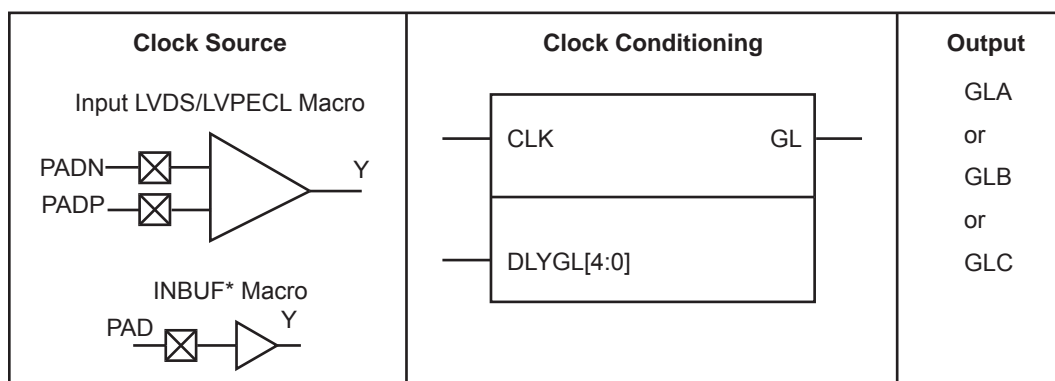 Clock Source
Input LVDS/LVPECL Macro
PADN
PADP
Y
INBUF* Macro
PAD
Y
Clock Conditioning
CLK
GL
DLYGL[4:0]
Output
GLA
or
GLB
or
GLC